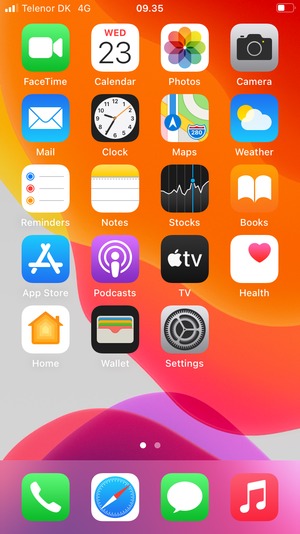 Telenor DK 4G 09.35
WED
23
FaceTime Calendar Photos Camera
280
Mail Clock Maps Weather
Reminders Notes Stocks Books
tv
App Store Podcasts TV Health
Home Wallet Settings